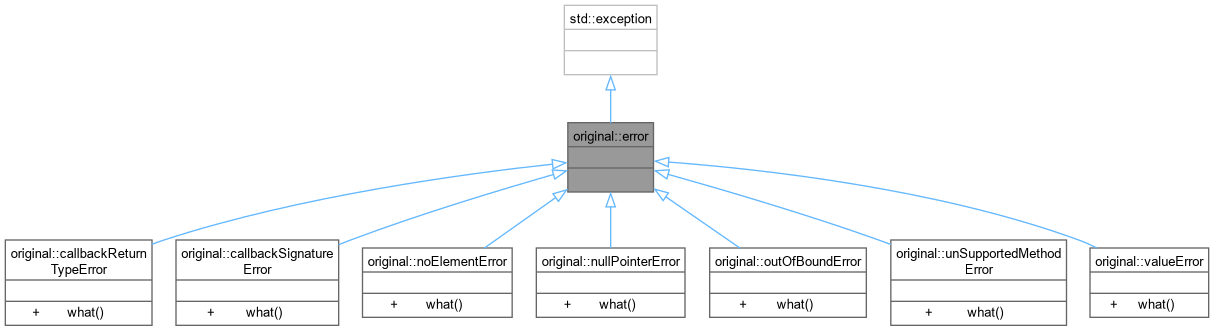 std::exception
original::error
original::callbackReturn
TypeError
+ what()
original::callbackSignature
Error
+ what()
original::noElementError
+ what()
original::nullPointerError
+ what()
original::outOfBoundError
+ what()
original::unSupportedMethod
Error
+ what()
original::valueError
+ what()